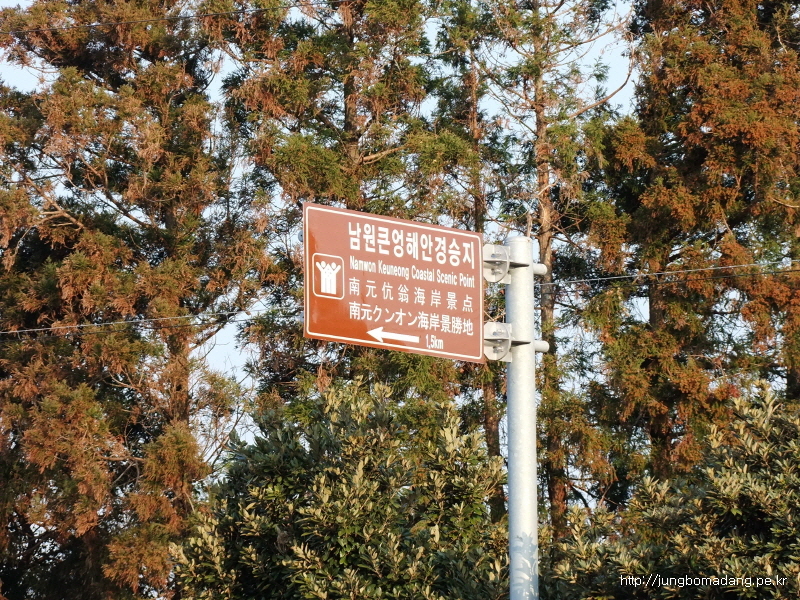 남원큰엉해안경승지
Namwon Keuneong Coastal Scenic Point
南元伉翁海岸景点
南元クンオン海岸景勝地
1.5km
http://jungbomadang.pe.kr